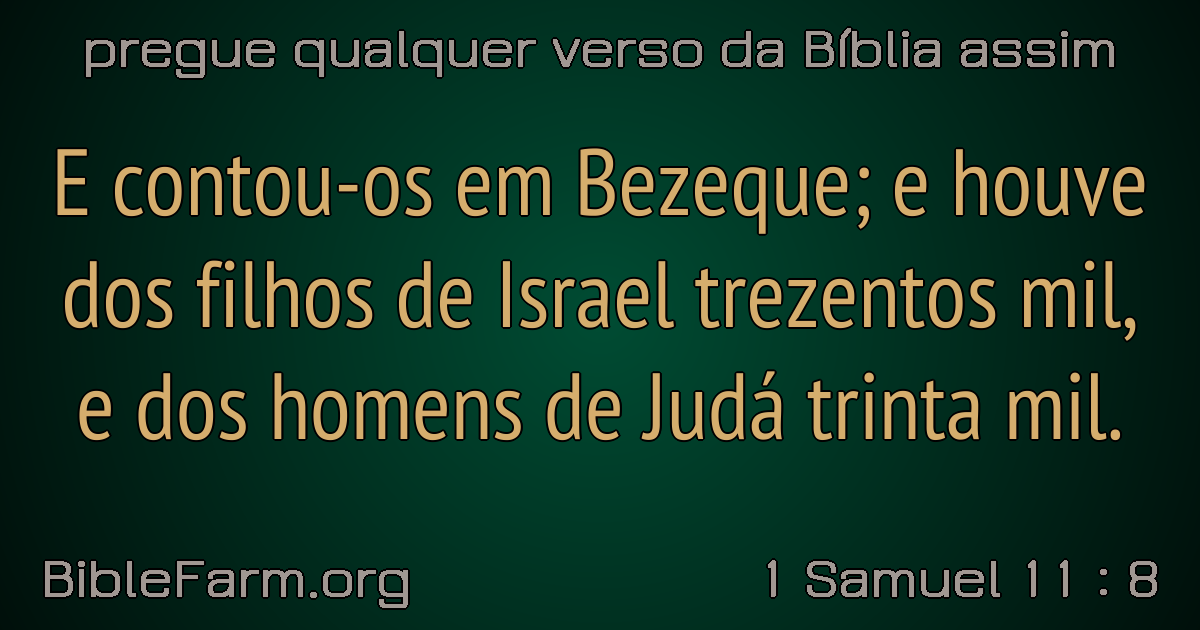 pregue qualquer verso da Bíblia assim
E contou-os em Bezeque; e houve
dos filhos de Israel trezentos mil,
e dos homens de Judá trinta mil.
BibleFarm.org
1 Samuel 11 : 8